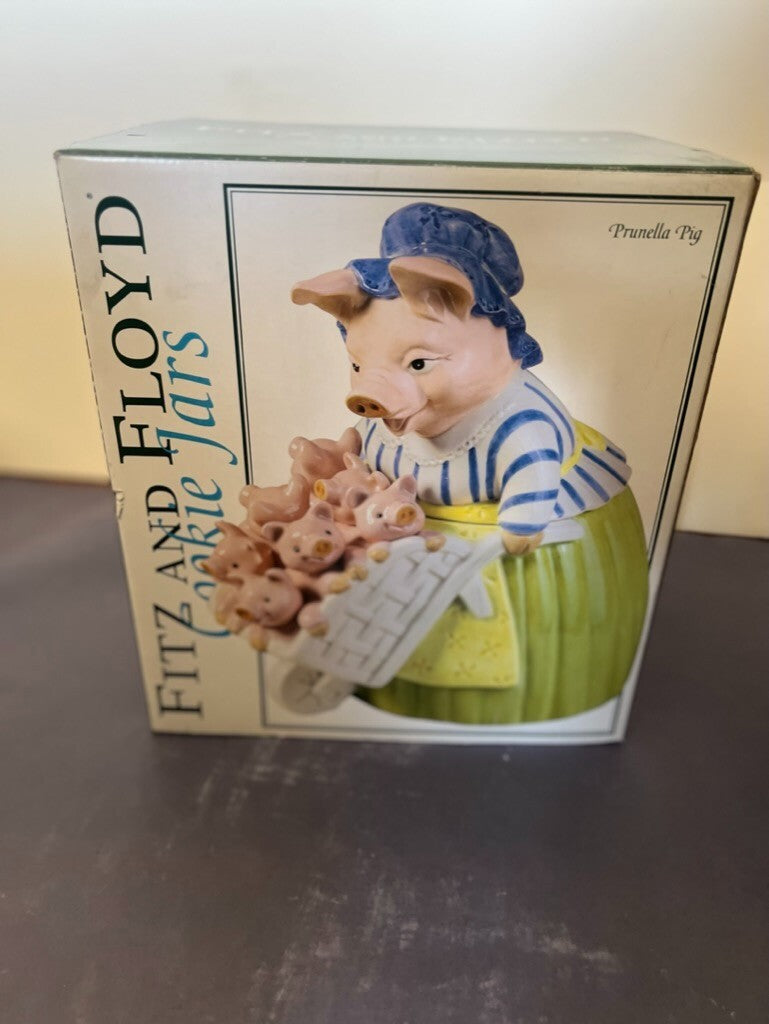 FITZ AND FLOYD
Cookie Jars
Prunella Pig